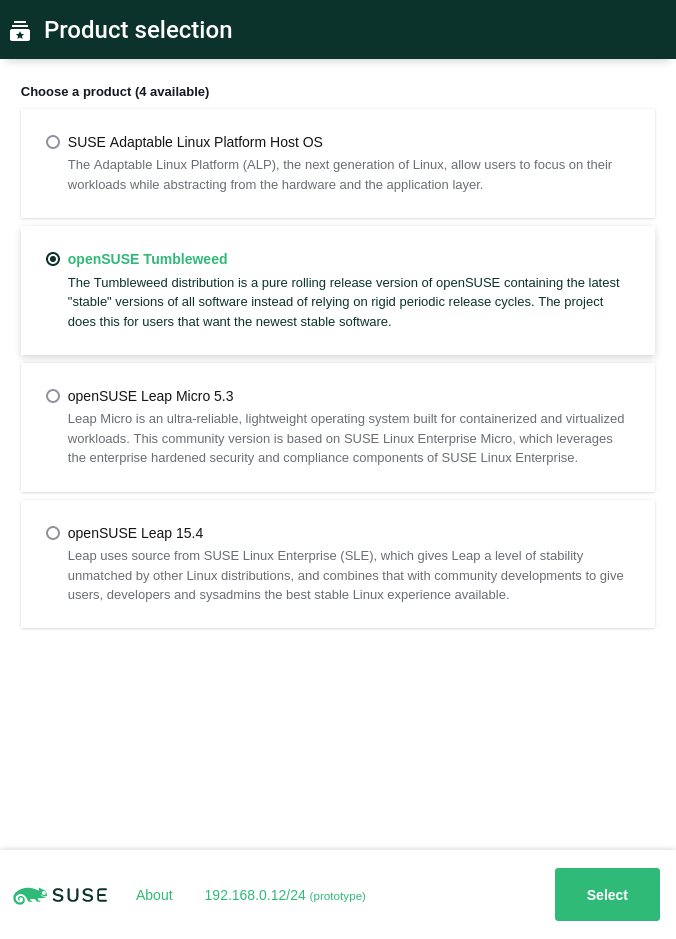 Product selection
Choose a product (4 available)
SUSE Adaptable Linux Platform Host OS
The Adaptable Linux Platform (ALP), the next generation of Linux, allow users to focus on their
workloads while abstracting from the hardware and the application layer.
openSUSE Tumbleweed
The Tumbleweed distribution is a pure rolling release version of openSUSE containing the latest
"stable" versions of all software instead of relying on rigid periodic release cycles. The project
does this for users that want the newest stable software.
openSUSE Leap Micro 5.3
Leap Micro is an ultra-reliable, lightweight operating system built for containerized and virtualized
workloads. This community version is based on SUSE Linux Enterprise Micro, which leverages
the enterprise hardened security and compliance components of SUSE Linux Enterprise.
openSUSE Leap 15.4
Leap uses source from SUSE Linux Enterprise (SLE), which gives Leap a level of stability
unmatched by other Linux distributions, and combines that with community developments to give
users, developers and sysadmins the best stable Linux experience available.
SUSE About 192.168.0.12/24 (prototype) Select